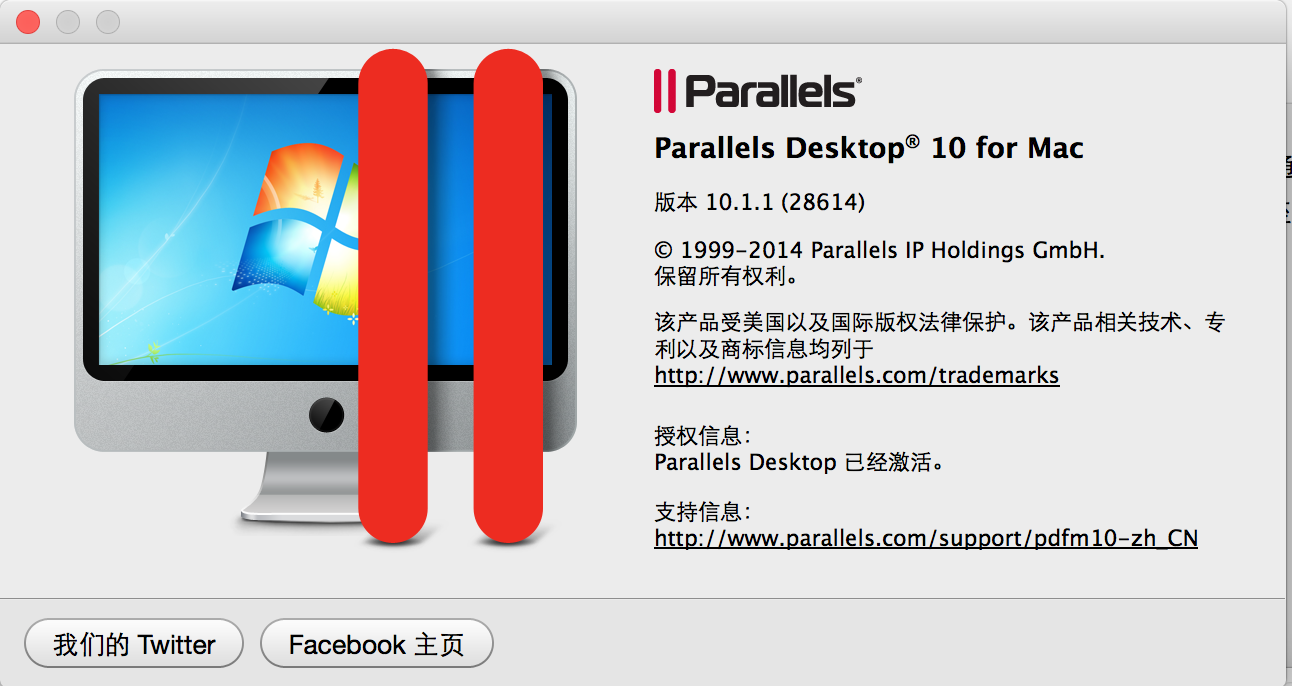 Parallels®
Parallels Desktop® 10 for Mac
版本 10.1.1 (28614)
© 1999-2014 Parallels IP Holdings GmbH.
保留所有权利。
该产品受美国以及国际版权法律保护。该产品相关技术、专
利以及商标信息均列于
http://www.parallels.com/trademarks
授权信息：
Parallels Desktop 已经激活。
支持信息：
http://www.parallels.com/support/pdfm10-zh_CN
我们的 Twitter
Facebook 主页